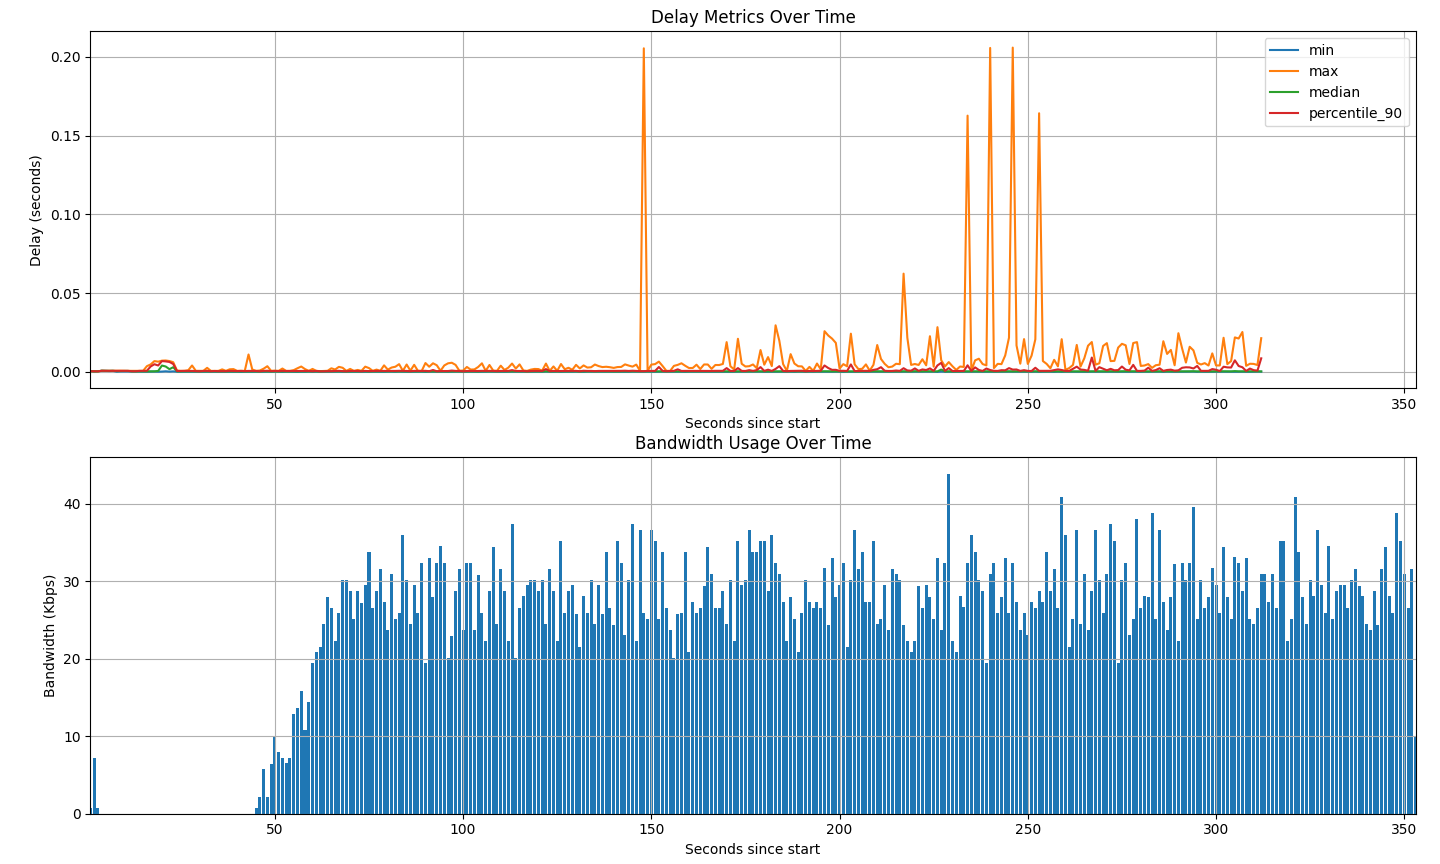 Delay Metrics Over Time
Delay (seconds)
0.20
0.15
0.10
0.05
0.00
min
max
median
percentile_90
50 100 150 200 250 300 350
Seconds since start
Bandwidth Usage Over Time
Bandwidth (Kbps)
40
30
20
10
0
50 100 150 200 250 300 350
Seconds since start